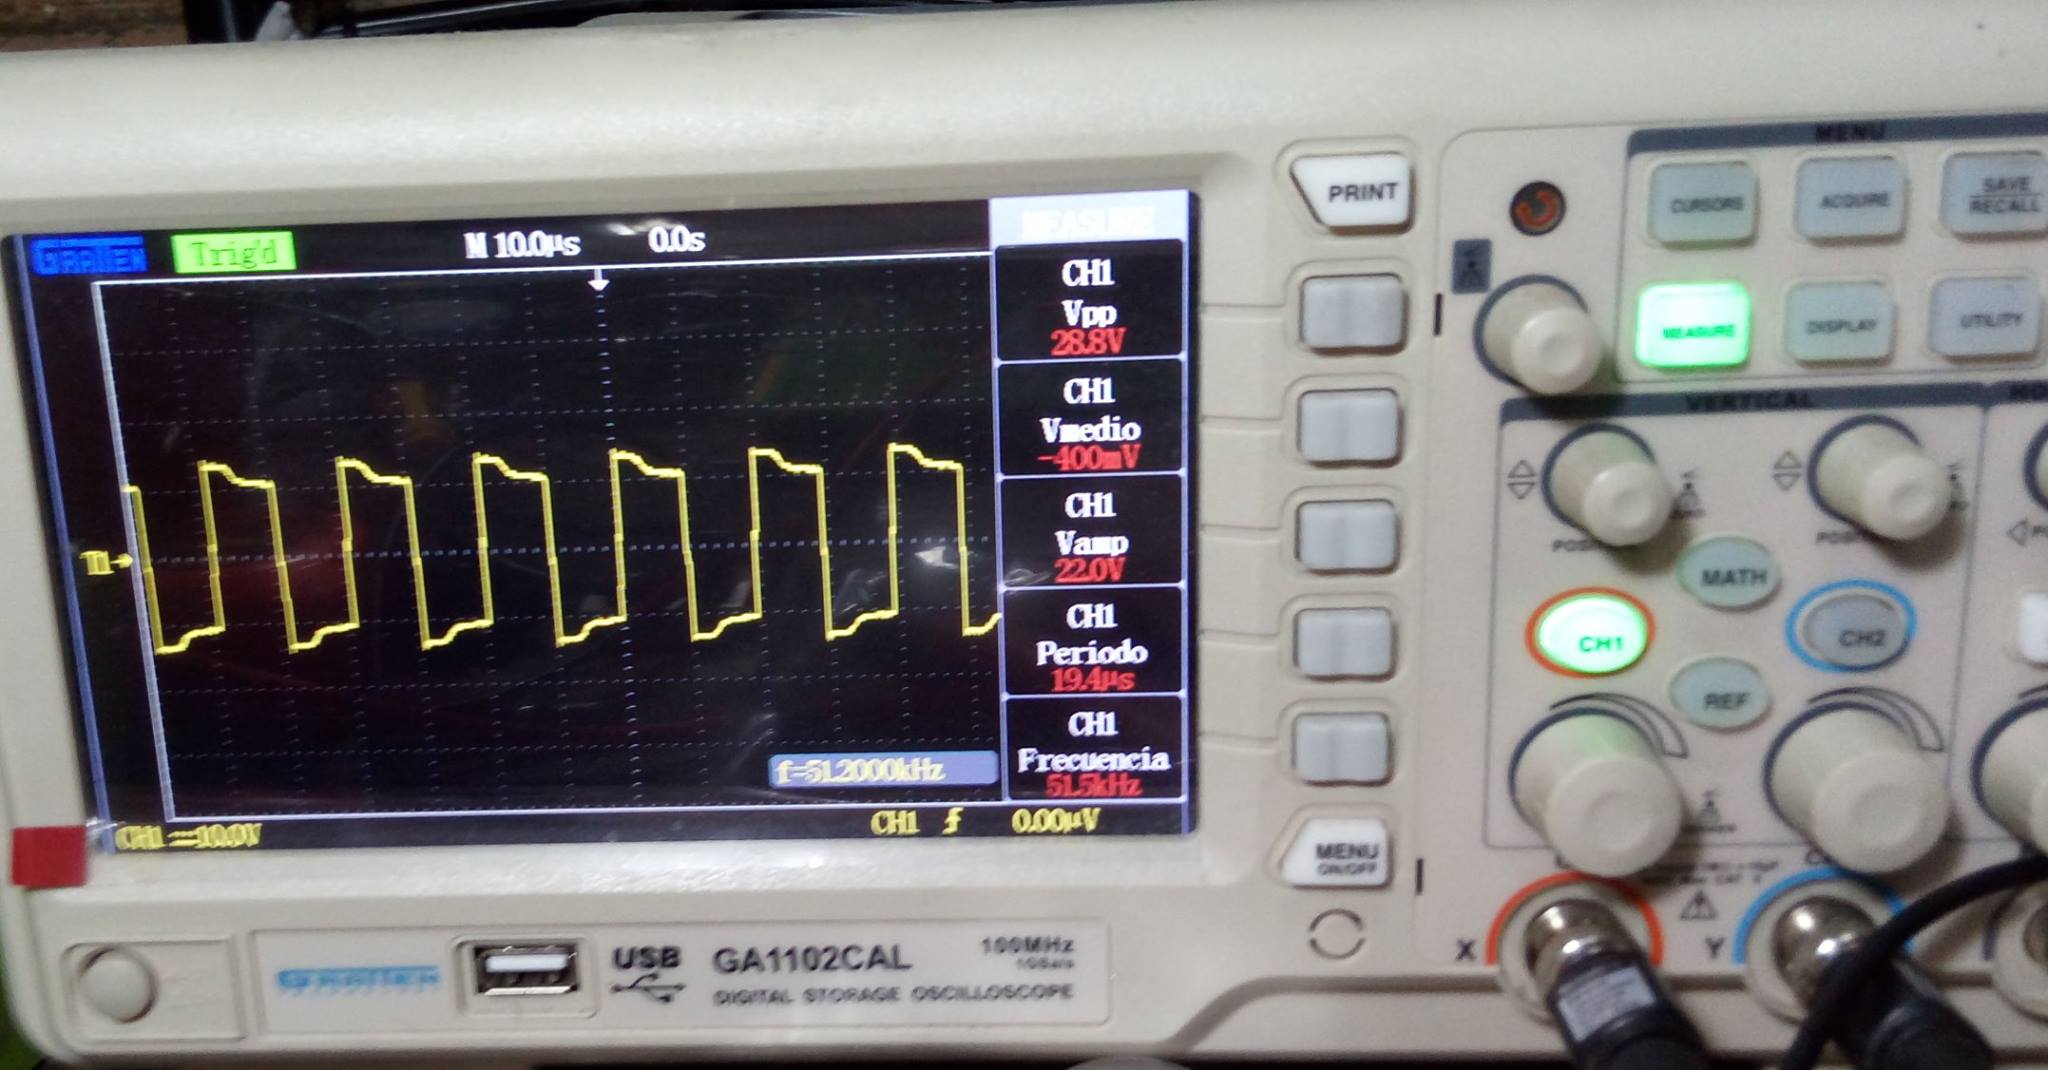 GRATTEN Trig'd M 10.0µs 0.0s MEASURE
CH1
Vpp
28.8V
CH1
Vmedio
-400mV
CH1
Vamp
22.0V
CH1
Periodo
19.4µs
CH1
Frecuencia
51.5kHz
f=51.2000kHz
CH1 10.0V CH1 0.00µV
PRINT
MENU
ON/OFF
MENU
CURSORS ACQUIRE SAVE
RECALL
MEASURE DISPLAY UTILITY
VERTICAL
MATH
CH1 CH2
REF
X Y
GRATTEN USB GA1102CAL 100MHz
1GSa/s
DIGITAL STORAGE OSCILLOSCOPE